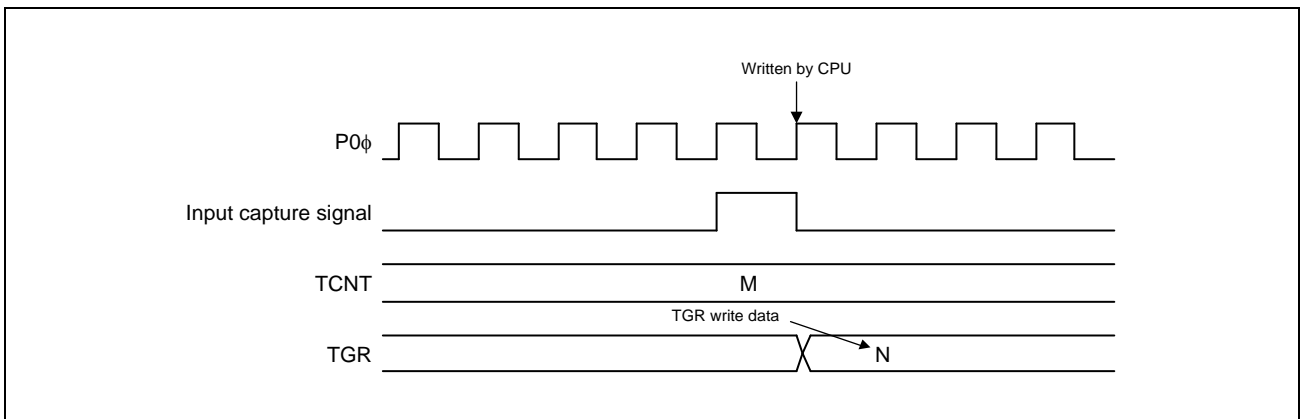 Written by CPU
P0ϕ
Input capture signal
TCNT
M
TGR write data
TGR
N